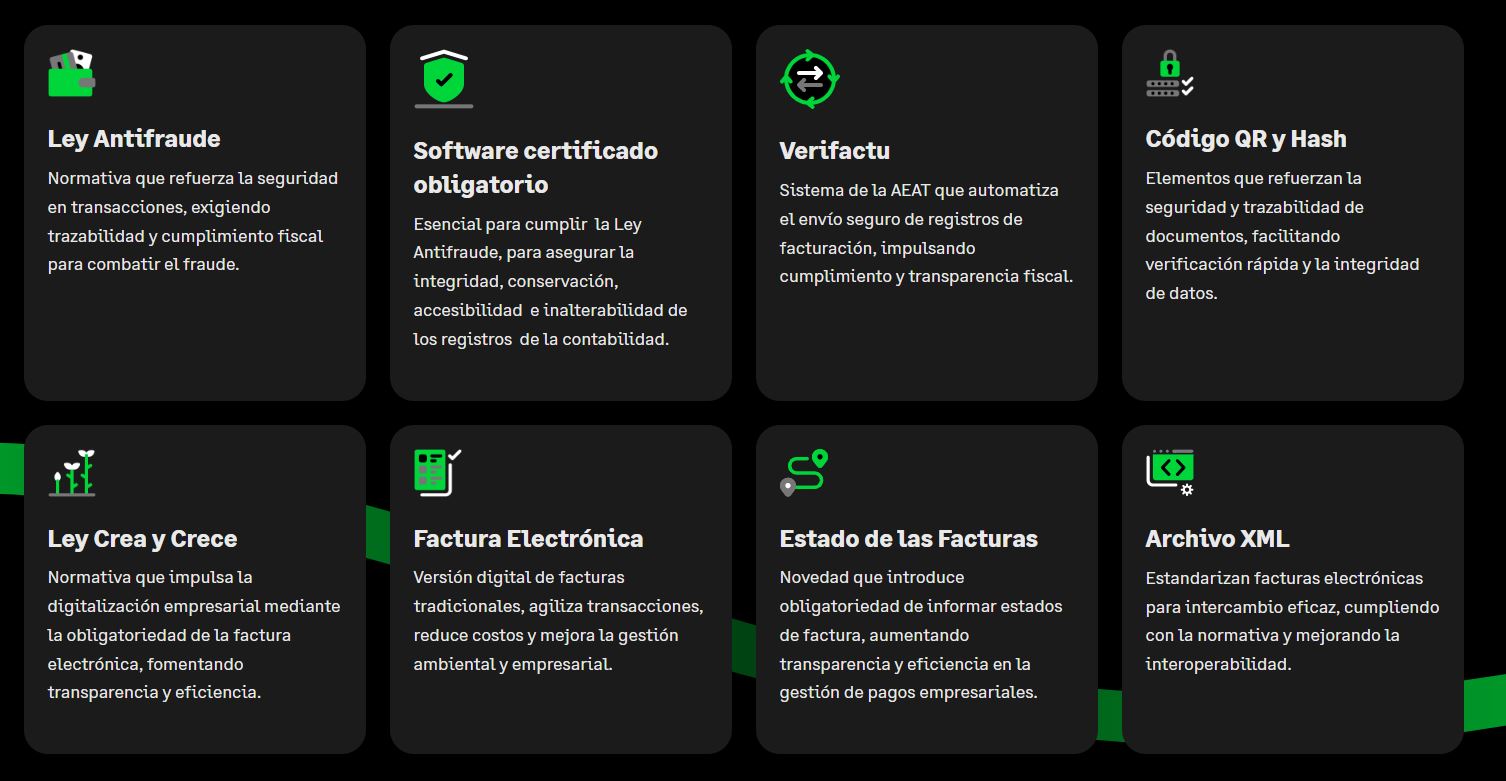 Ley Antifraude
Normativa que refuerza la seguridad
en transacciones, exigiendo
trazabilidad y cumplimiento fiscal
para combatir el fraude.
Software certificado
obligatorio
Esencial para cumplir  la Ley
Antifraude, para asegurar la
integridad, conservación,
accesibilidad  e inalterabilidad de
los registros  de la contabilidad.
Verifactu
Sistema de la AEAT que automatiza
el envío seguro de registros de
facturación, impulsando
cumplimiento y transparencia fiscal.
Código QR y Hash
Elementos que refuerzan la
seguridad y trazabilidad de
documentos, facilitando
verificación rápida y la integridad
de datos.
Ley Crea y Crece
Normativa que impulsa la
digitalización empresarial mediante
la obligatoriedad de la factura
electrónica, fomentando
transparencia y eficiencia.
Factura Electrónica
Versión digital de facturas
tradicionales, agiliza transacciones,
reduce costos y mejora la gestión
ambiental y empresarial.
Estado de las Facturas
Novedad que introduce
obligatoriedad de informar estados
de factura, aumentando
transparencia y eficiencia en la
gestión de pagos empresariales.
Archivo XML
Estandarizan facturas electrónicas
para intercambio eficaz, cumpliendo
con la normativa y mejorando la
interoperabilidad.